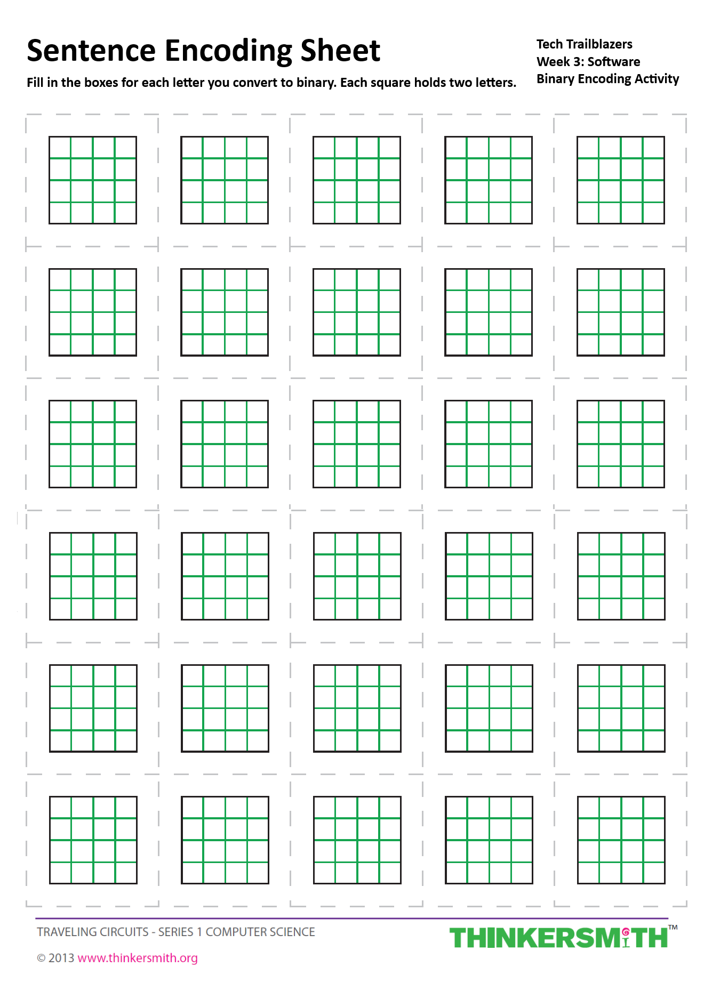 Sentence Encoding Sheet
Fill in the boxes for each letter you convert to binary. Each square holds two letters.
Tech Trailblazers
Week 3: Software
Binary Encoding Activity
TRAVELING CIRCUITS - SERIES 1 COMPUTER SCIENCE
© 2013 www.thinkersmith.org
THINKERSMiTH™